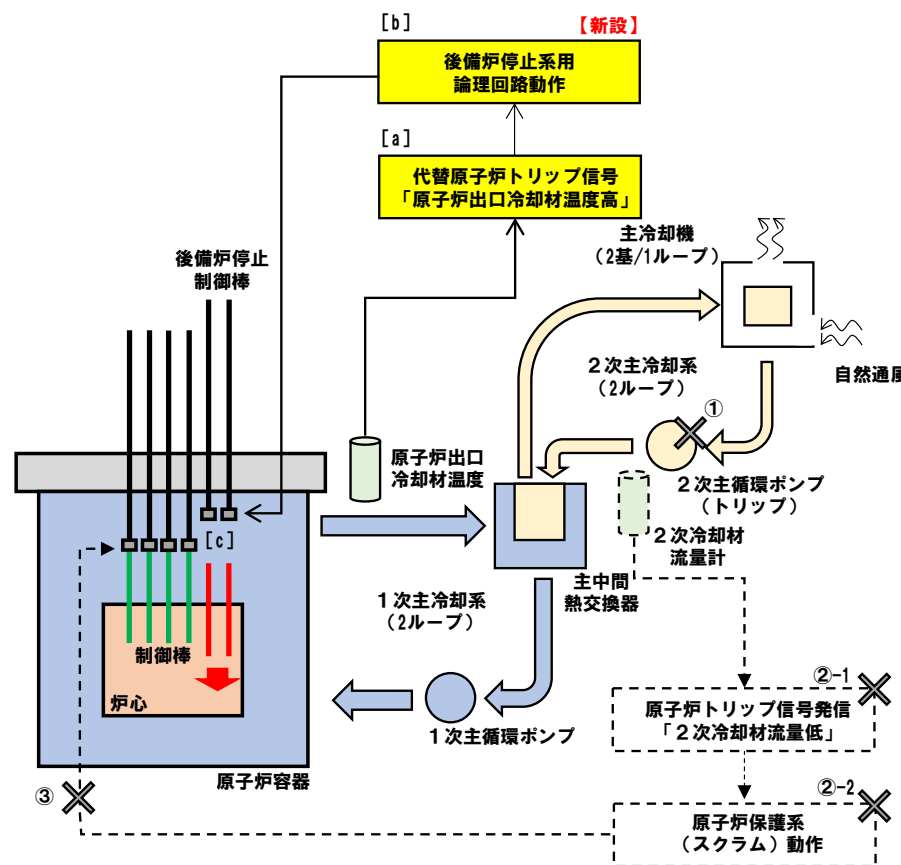 [b]
【新設】
後備炉停止系用
論理回路動作
[a]
代替原子炉トリップ信号
「原子炉出口冷却材温度高」
主冷却機
（2基/1ループ）
後備炉停止
制御棒
自然通風
２次主冷却系
（2ループ）
①
原子炉出口
冷却材温度
２次主循環ポンプ
（トリップ）
２次冷却材
流量計
[c]
主中間
熱交換器
１次主冷却系
（2ループ）
制御棒
炉心
１次主循環ポンプ
原子炉容器
②-1
原子炉トリップ信号発信
「２次冷却材流量低」
②-2
原子炉保護系
（スクラム）動作
③